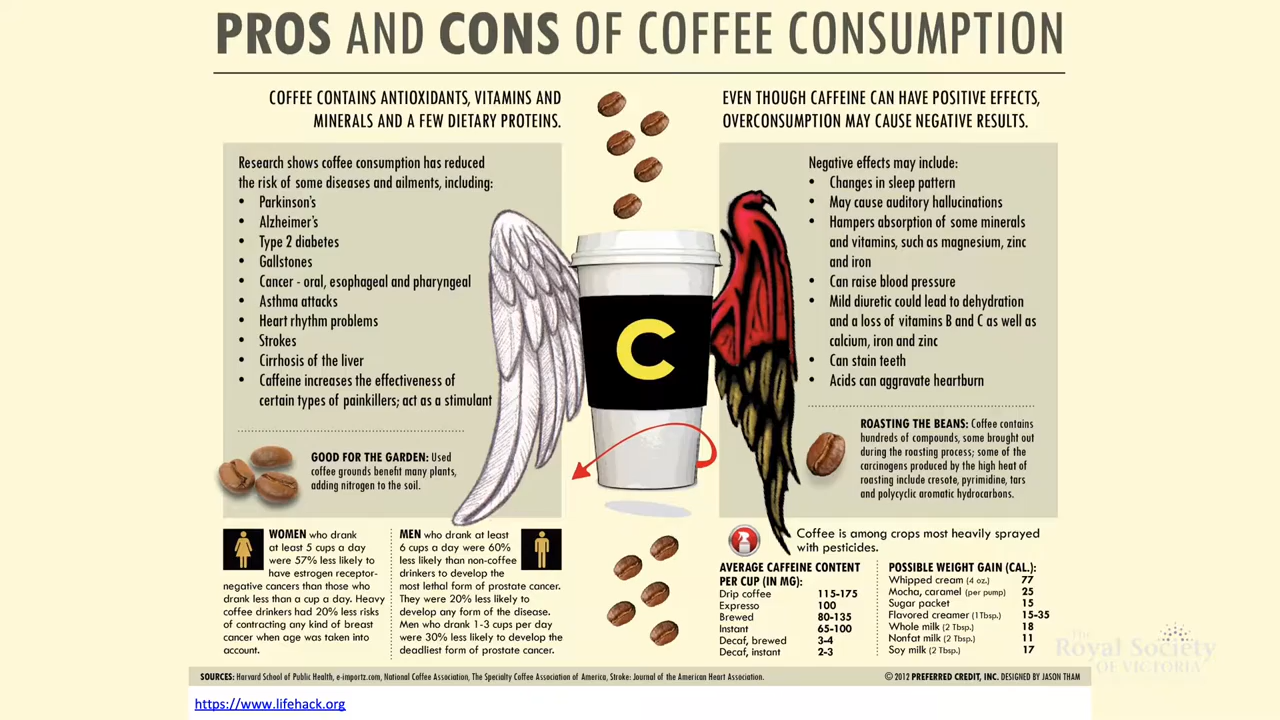 PROS AND CONS OF COFFEE CONSUMPTION
COFFEE CONTAINS ANTIOXIDANTS, VITAMINS AND
MINERALS AND A FEW DIETARY PROTEINS.
Research shows coffee consumption has reduced
the risk of some diseases and ailments, including:
• Parkinson's
• Alzheimer's
• Type 2 diabetes
• Gallstones
• Cancer - oral, esophageal and pharyngeal
• Asthma attacks
• Heart rhythm problems
• Strokes
• Cirrhosis of the liver
• Caffeine increases the effectiveness of
certain types of painkillers; act as a stimulant
GOOD FOR THE GARDEN: Used
coffee grounds benefit many plants,
adding nitrogen to the soil.
WOMEN who drank
at least 5 cups a day
were 57% less likely to
have estrogen receptor-
negative cancers than those who
drank less than a cup a day. Heavy
coffee drinkers had 20% less risks
of contracting any kind of breast
cancer when age was taken into
account.
MEN who drank at least
6 cups a day were 60%
less likely than non-coffee
drinkers to develop the
most lethal form of prostate cancer.
They were 20% less likely to
develop any form of the disease.
Men who drank 1-3 cups per day
were 30% less likely to develop the
deadliest form of prostate cancer.
C
EVEN THOUGH CAFFEINE CAN HAVE POSITIVE EFFECTS,
OVERCONSUMPTION MAY CAUSE NEGATIVE RESULTS.
Negative effects may include:
• Changes in sleep pattern
• May cause auditory hallucinations
• Hampers absorption of some minerals
and vitamins, such as magnesium, zinc
and iron
• Can raise blood pressure
• Mild diuretic could lead to dehydration
and a loss of vitamins B and C as well as
calcium, iron and zinc
• Can stain teeth
• Acids can aggravate heartburn
ROASTING THE BEANS: Coffee contains
hundreds of compounds, some brought out
during the roasting process; some of the
carcinogens produced by the high heat of
roasting include cresote, pyrimidine, tars
and polycyclic aromatic hydrocarbons.
Coffee is among crops most heavily sprayed
with pesticides.
AVERAGE CAFFEINE CONTENT
PER CUP (IN MG):
Drip coffee 115-175
Expresso 100
Brewed 80-135
Instant 65-100
Decaf, brewed 3-4
Decaf, instant 2-3
POSSIBLE WEIGHT GAIN (CAL.):
Whipped cream (4 oz.) 77
Mocha, caramel (per pump) 25
Sugar packet 15
Flavored creamer (1Tbsp.) 15-35
Whole milk (2 Tbsp.) 18
Nonfat milk (2 Tbsp.) 11
Soy milk (2 Tbsp.) 17
The
Royal Society
OF VICTORIA
SOURCES: Harvard School of Public Health, e-importz.com, National Coffee Association, The Specialty Coffee Association of America, Stroke: Journal of the American Heart Association.
© 2012 PREFERRED CREDIT, INC. DESIGNED BY JASON THAM
https://www.lifehack.org